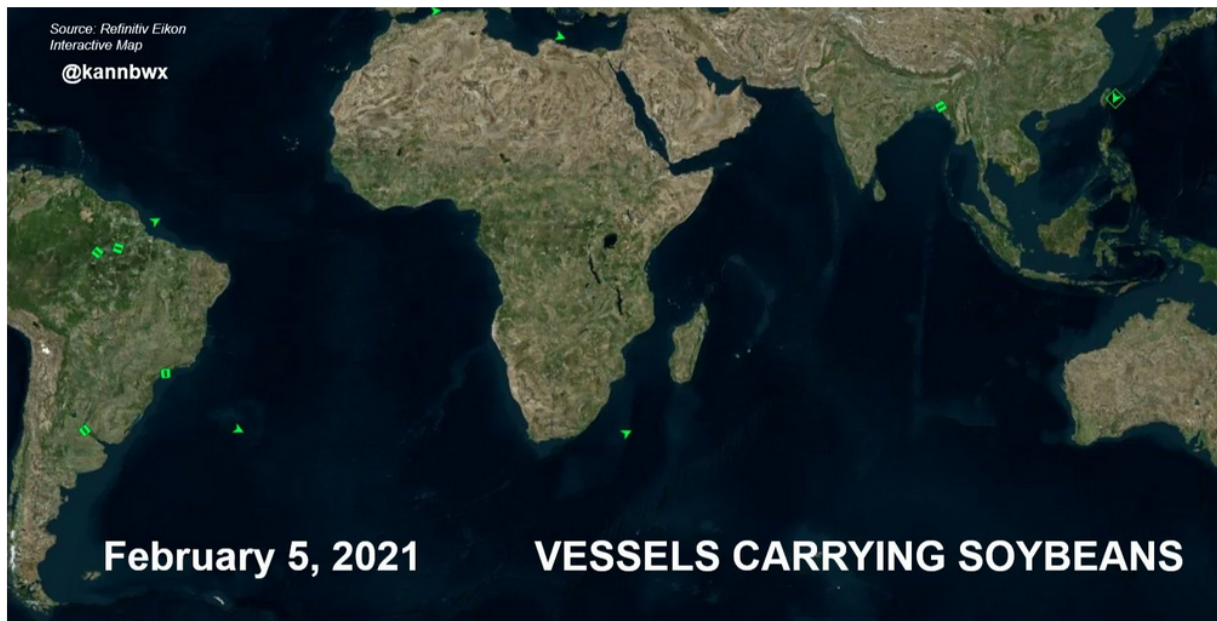 Source: Refinitiv Eikon
Interactive Map
@kannbwx
February 5, 2021
VESSELS CARRYING SOYBEANS